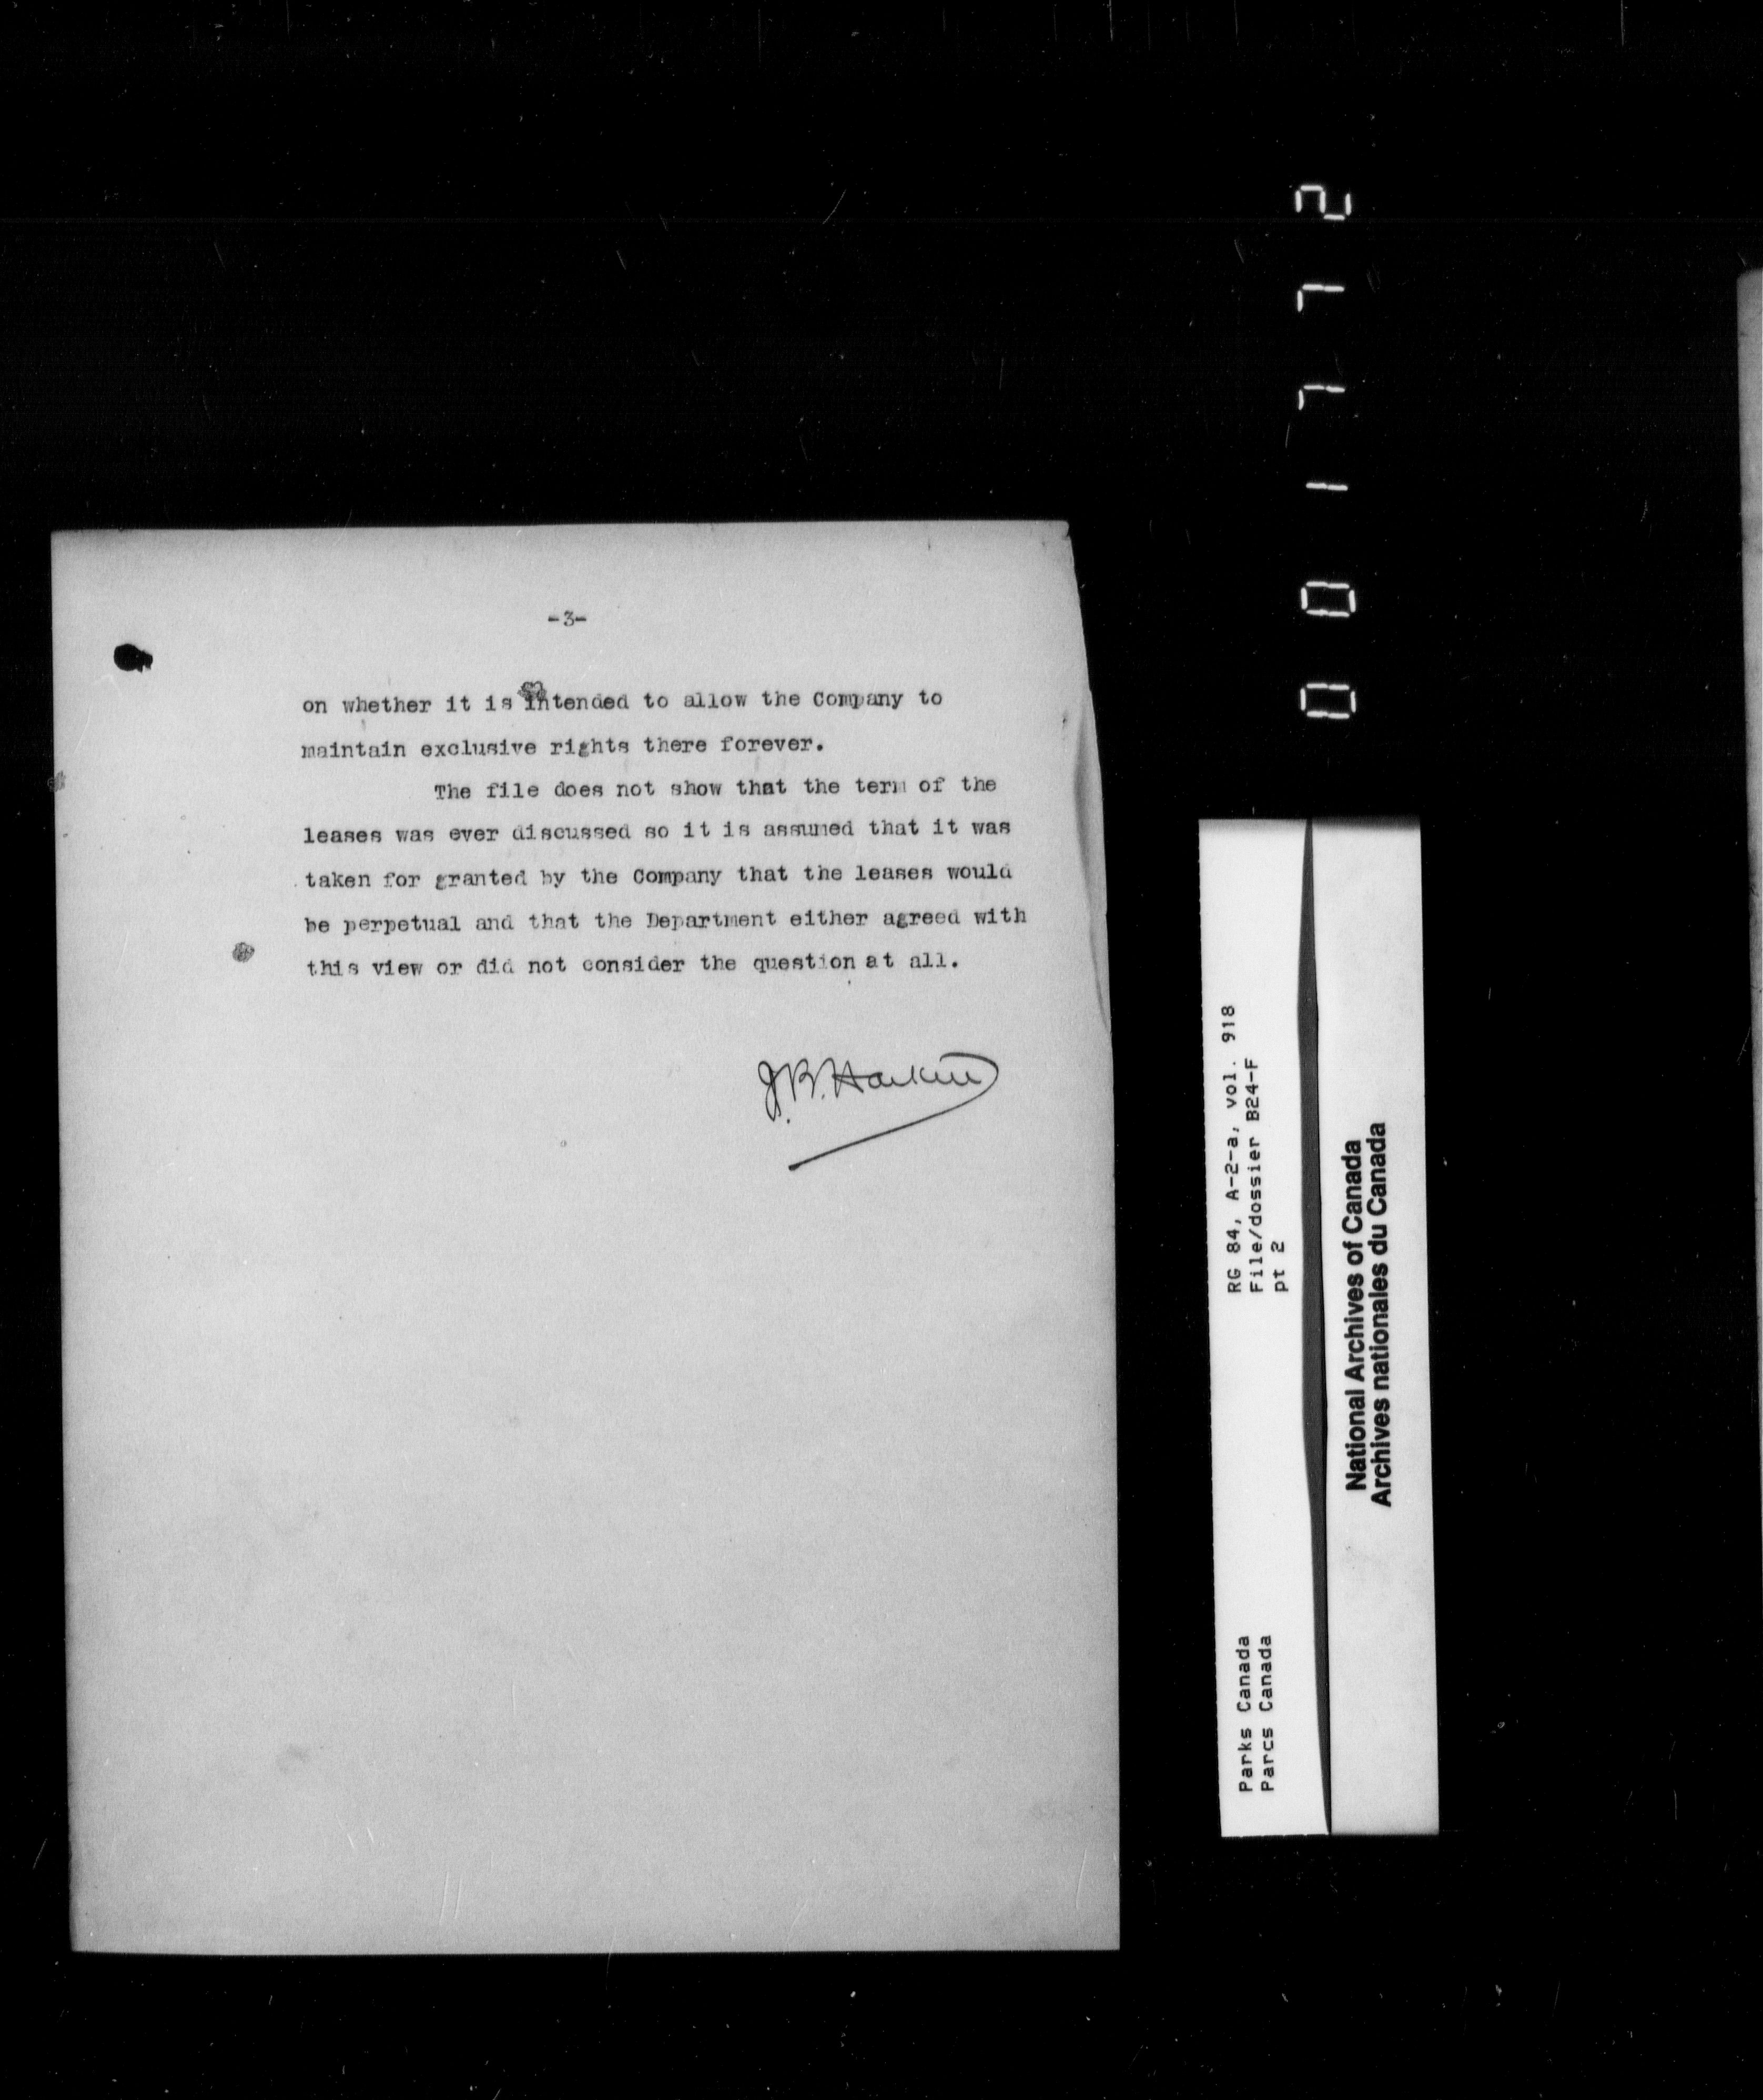 -3-
on whether it is intended to allow the Company to
maintain exclusive rights there forever.
The file does not show that the term of the
leases was ever discussed so it is assumed that it was
taken for granted by the Company that the leases would
be perpetual and that the Department either agreed with
this view or did not consider the question at all.
J.B. Harkin
001772
RG 84, A-2-a, vol. 918
File/dossier B24-F
pt 2
Parks Canada
Parcs Canada
National Archives of Canada
Archives nationales du Canada